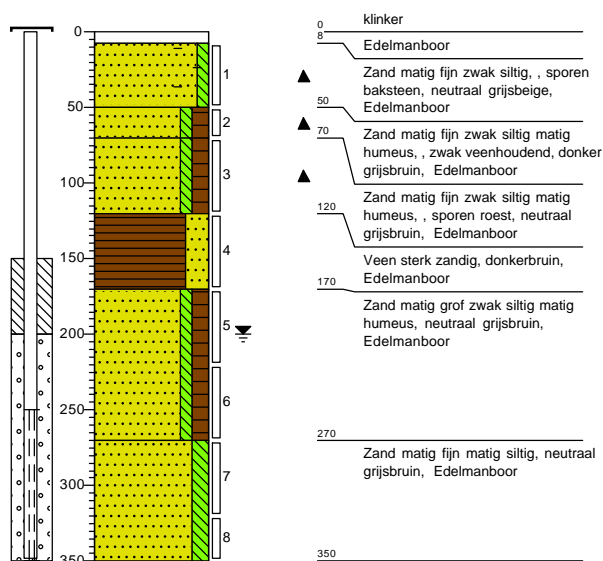 0
50
100
150
200
250
300
350
1
2
3
4
5
6
7
8
0
klinker
8
Edelmanboor
Zand matig fijn zwak siltig, , sporen
baksteen, neutraal grijsbeige,
Edelmanboor
50
Zand matig fijn zwak siltig matig
humeus, , zwak veenhoudend, donker
grijsbruin, Edelmanboor
70
Zand matig fijn zwak siltig matig
humeus, , sporen roest, neutraal
grijsbruin, Edelmanboor
120
Veen sterk zandig, donkerbruin,
Edelmanboor
170
Zand matig grof zwak siltig matig
humeus, neutraal grijsbruin,
Edelmanboor
270
Zand matig fijn matig siltig, neutraal
grijsbruin, Edelmanboor
350